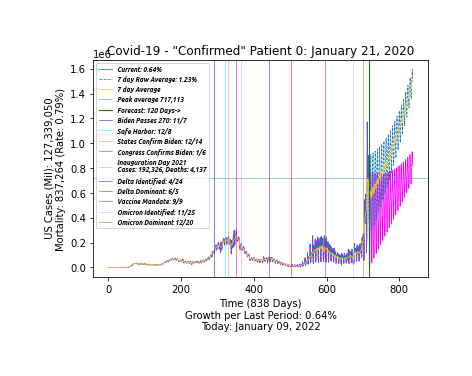 Covid-19 - "Confirmed" Patient 0: January 21, 2020
1e6
1.6
1.4
1.2
1.0
0.8
0.6
0.4
0.2
0.0
US Cases (Mil): 127,339,050
Mortality: 837,264 (Rate: 0.79%)
Current: 0.64%
7 day Raw Average: 1.23%
7 day Average
Peak average 717,113
Forecast: 120 Days->
Biden Passes 270: 11/7
Safe Harbor: 12/8
States Confirm Biden: 12/14
Congress Confirms Biden: 1/6
Inauguration Day 2021
Cases: 192,326, Deaths: 4,137
Delta Identified: 4/24
Delta Dominant: 6/5
Vaccine Mandate: 9/9
Omicron Identified: 11/25
Omicron Dominant 12/20
0 200 400 600 800
Time (838 Days)
Growth per Last Period: 0.64%
Today: January 09, 2022